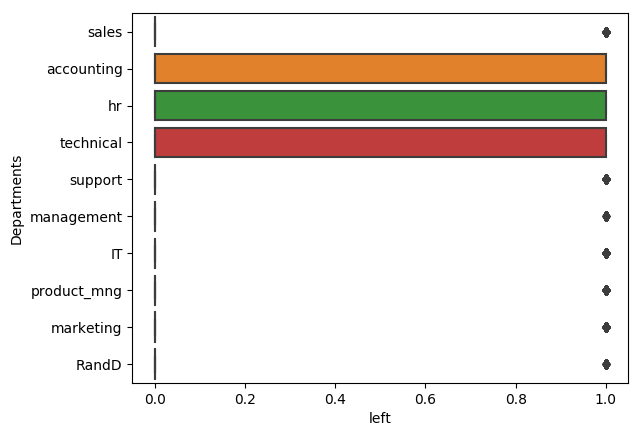 sales
accounting
hr
technical
support
management
IT
product_mng
marketing
RandD
Departments
0.0 0.2 0.4 0.6 0.8 1.0
left